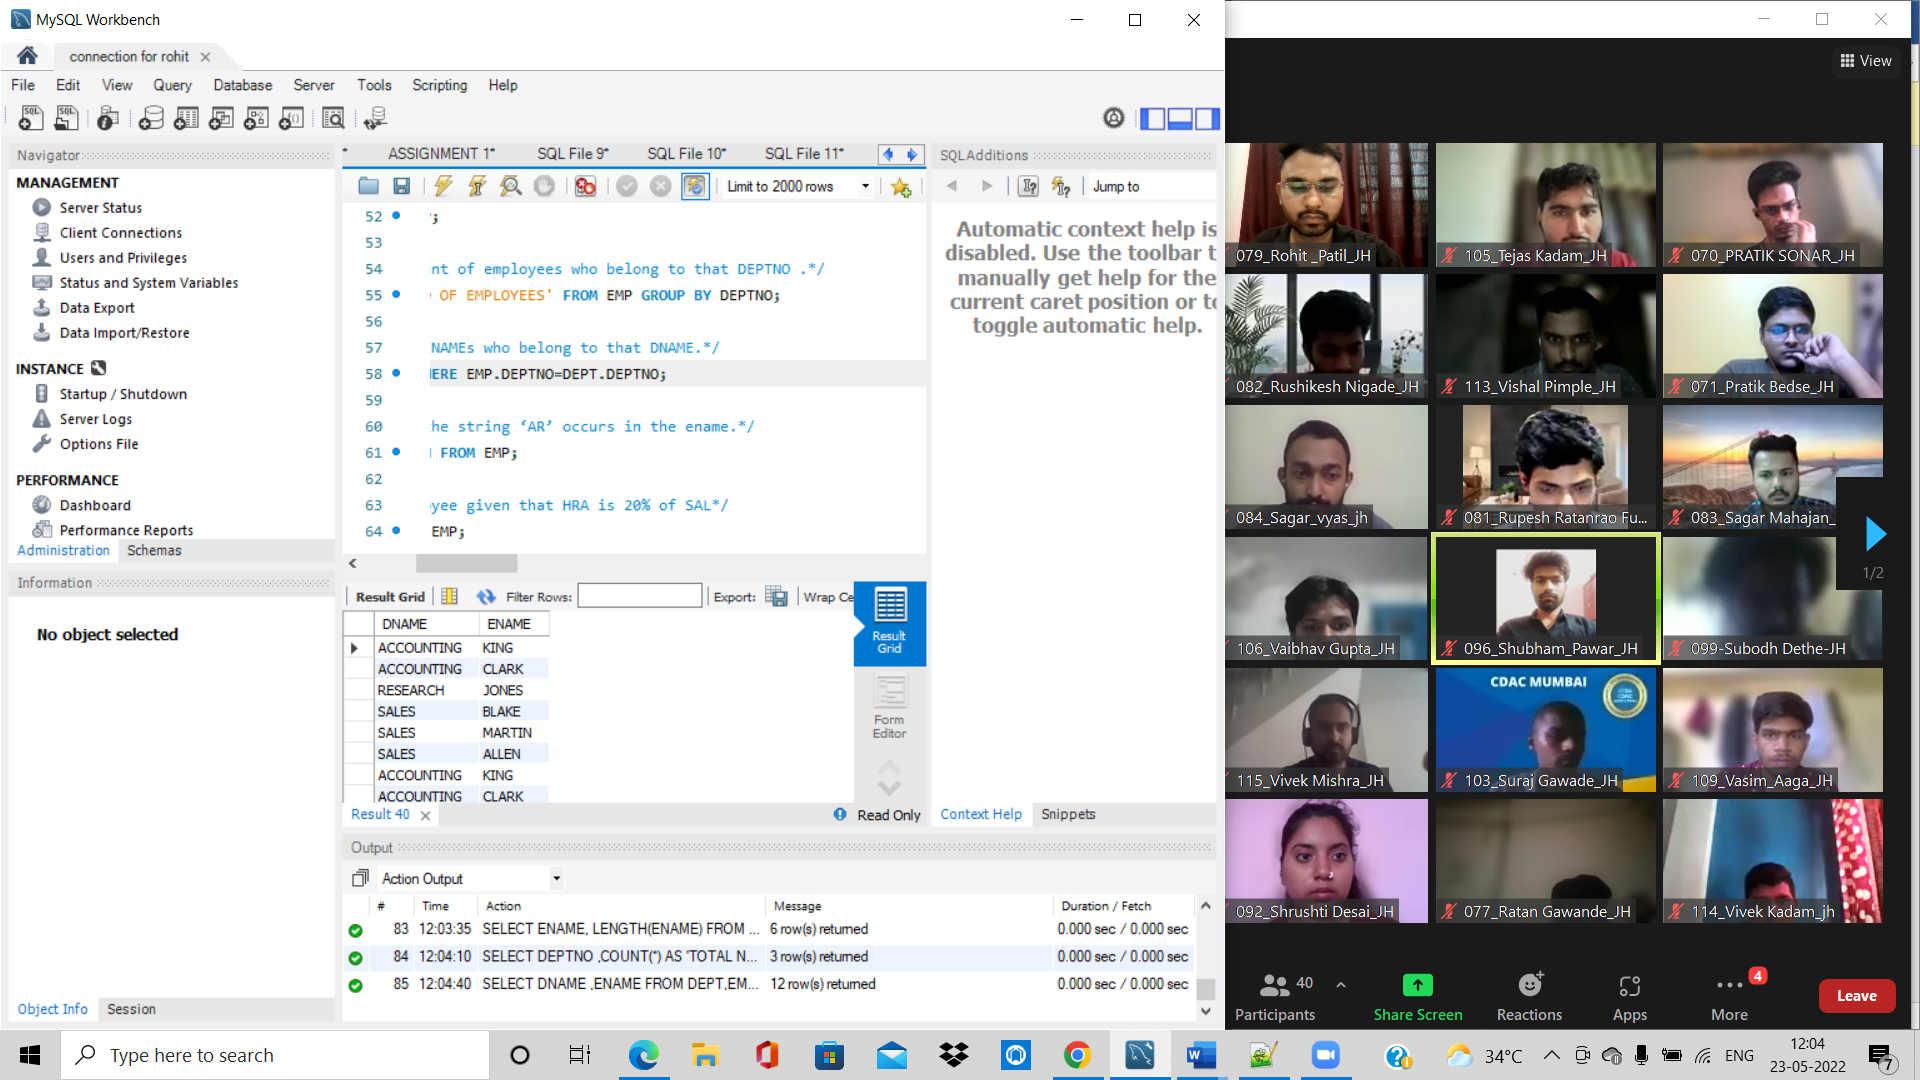 MySQL Workbench
connection for rohit
File Edit View Query Database Server Tools Scripting Help
Navigator
MANAGEMENT
Server Status
Client Connections
Users and Privileges
Status and System Variables
Data Export
Data Import/Restore
INSTANCE
Startup / Shutdown
Server Logs
Options File
PERFORMANCE
Dashboard
Performance Reports
Administration Schemas
Information
No object selected
Object Info Session
ASSIGNMENT 1* SQL File 9* SQL File 10* SQL File 11*
Limit to 2000 rows
52 ';
53
54 nt of employees who belong to that DEPTNO .*/
55 O OF EMPLOYEES' FROM EMP GROUP BY DEPTNO;
56
57 NAMEs who belong to that DNAME.*/
58 ERE EMP.DEPTNO=DEPT.DEPTNO;
59
60 he string ‘AR’ occurs in the ename.*/
61 FROM EMP;
62
63 yee given that HRA is 20% of SAL*/
64 EMP;
Result Grid Filter Rows: Export: Wrap Ce
DNAME ENAME
ACCOUNTING KING
ACCOUNTING CLARK
RESEARCH JONES
SALES BLAKE
SALES MARTIN
SALES ALLEN
ACCOUNTING KING
ACCOUNTING CLARK
Result Grid
Form Editor
Result 40
Read Only
SQLAdditions
Jump to
Automatic context help is
disabled. Use the toolbar t
manually get help for the
current caret position or to
toggle automatic help.
Context Help Snippets
Output
Action Output
# Time Action Message Duration / Fetch
83 12:03:35 SELECT ENAME, LENGTH(ENAME) FROM ... 6 row(s) returned 0.000 sec / 0.000 sec
84 12:04:10 SELECT DEPTNO ,COUNT(*) AS 'TOTAL N... 3 row(s) returned 0.000 sec / 0.000 sec
85 12:04:40 SELECT DNAME ,ENAME FROM DEPT,EM... 12 row(s) returned 0.000 sec / 0.000 sec
View
079_Rohit _Patil_JH
105_Tejas Kadam_JH
070_PRATIK SONAR_JH
082_Rushikesh Nigade_JH
113_Vishal Pimple_JH
071_Pratik Bedse_JH
084_Sagar_vyas_jh
081_Rupesh Ratanrao Fu...
083_Sagar Mahajan_
1/2
106_Vaibhav Gupta_JH
096_Shubham_Pawar_JH
099-Subodh Dethe-JH
CDAC MUMBAI
115_Vivek Mishra_JH
103_Suraj Gawade_JH
109_Vasim_Aaga_JH
092_Shrushti Desai_JH
077_Ratan Gawande_JH
114_Vivek Kadam_jh
40
4
Participants Share Screen Reactions Apps More Leave
Type here to search
34°C
ENG
12:04
23-05-2022
7